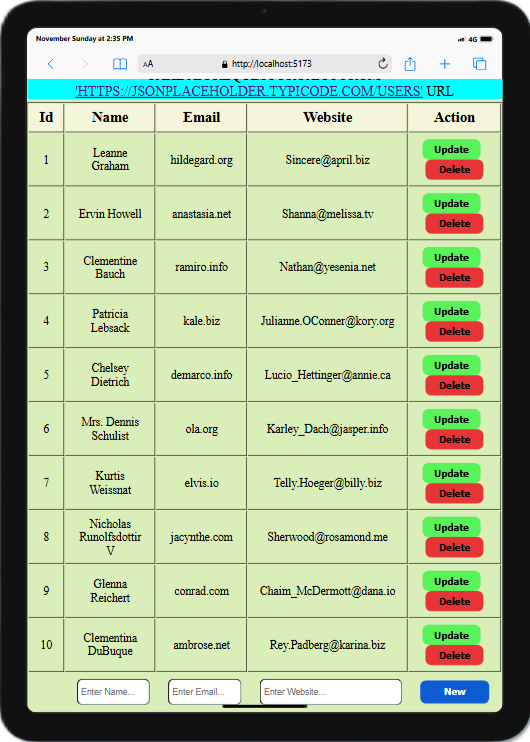 November Sunday at 2:35 PM
4G
AA
http://localhost:5173
'HTTPS://JSONPLACEHOLDER.TYPICODE.COM/USERS' URL
Id Name Email Website Action
1 Leanne Graham hildegard.org Sincere@april.biz Update Delete
2 Ervin Howell anastasia.net Shanna@melissa.tv Update Delete
3 Clementine Bauch ramiro.info Nathan@yesenia.net Update Delete
4 Patricia Lebsack kale.biz Julianne.OConner@kory.org Update Delete
5 Chelsey Dietrich demarco.info Lucio_Hettinger@annie.ca Update Delete
6 Mrs. Dennis Schulist ola.org Karley_Dach@jasper.info Update Delete
7 Kurtis Weissnat elvis.io Telly.Hoeger@billy.biz Update Delete
8 Nicholas Runolfsdottir V jacynthe.com Sherwood@rosamond.me Update Delete
9 Glenna Reichert conrad.com Chaim_McDermott@dana.io Update Delete
10 Clementina DuBuque ambrose.net Rey.Padberg@karina.biz Update Delete
Enter Name... Enter Email... Enter Website... New